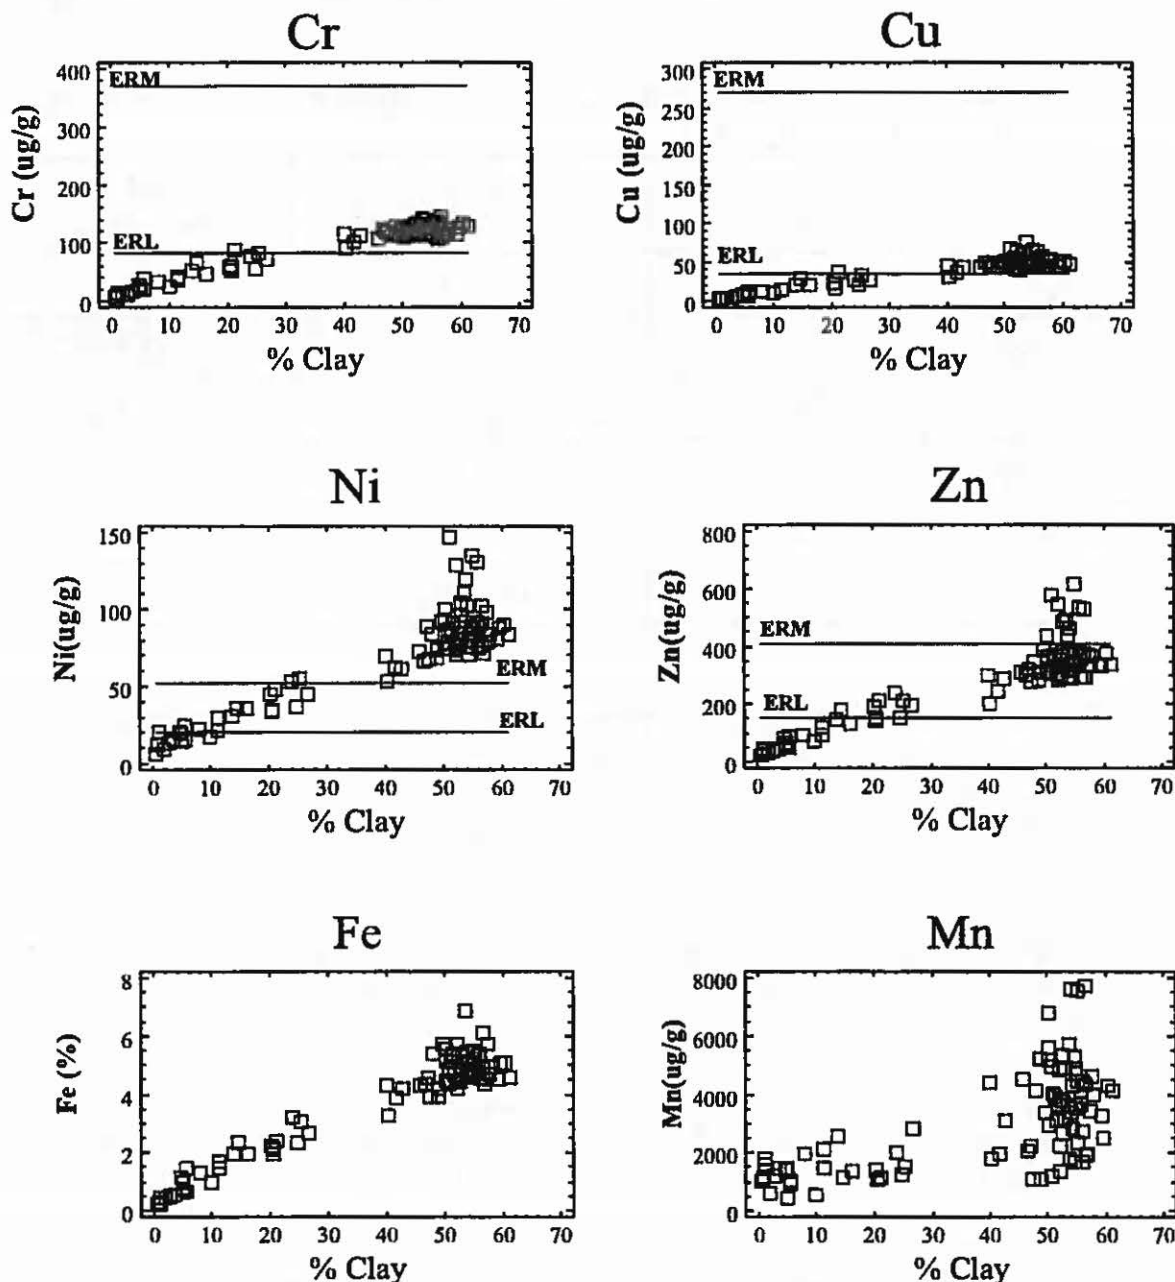 Cr
400
300
200
100
0
Cr (ug/g)
ERM
ERL
0 10 20 30 40 50 60 70
% Clay
Cu
300
250
200
150
100
50
0
Cu (ug/g)
ERM
ERL
0 10 20 30 40 50 60 70
% Clay
Ni
150
100
50
0
Ni(ug/g)
ERM
ERL
0 10 20 30 40 50 60 70
% Clay
Zn
800
600
400
200
0
Zn(ug/g)
ERM
ERL
0 10 20 30 40 50 60 70
% Clay
Fe
8
6
4
2
0
Fe (%)
0 10 20 30 40 50 60 70
% Clay
Mn
8000
6000
4000
2000
0
Mn(ug/g)
0 10 20 30 40 50 60 70
% Clay